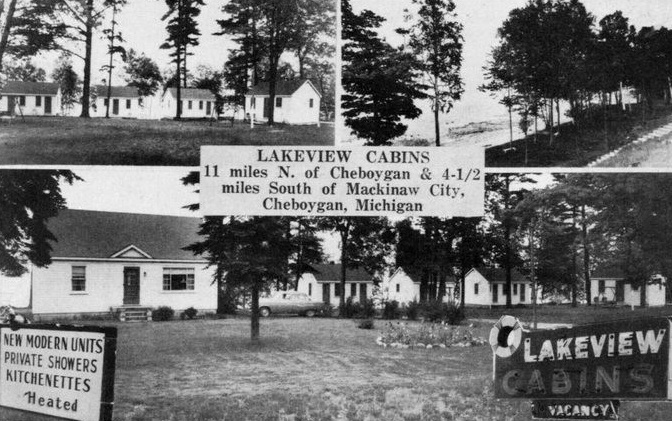 LAKEVIEW CABINS
11 miles N. of Cheboygan & 4-1/2
miles South of Mackinaw City,
Cheboygan, Michigan
NEW MODERN UNITS
PRIVATE SHOWERS
KITCHENETTES
Heated
LAKEVIEW
CABINS
VACANCY